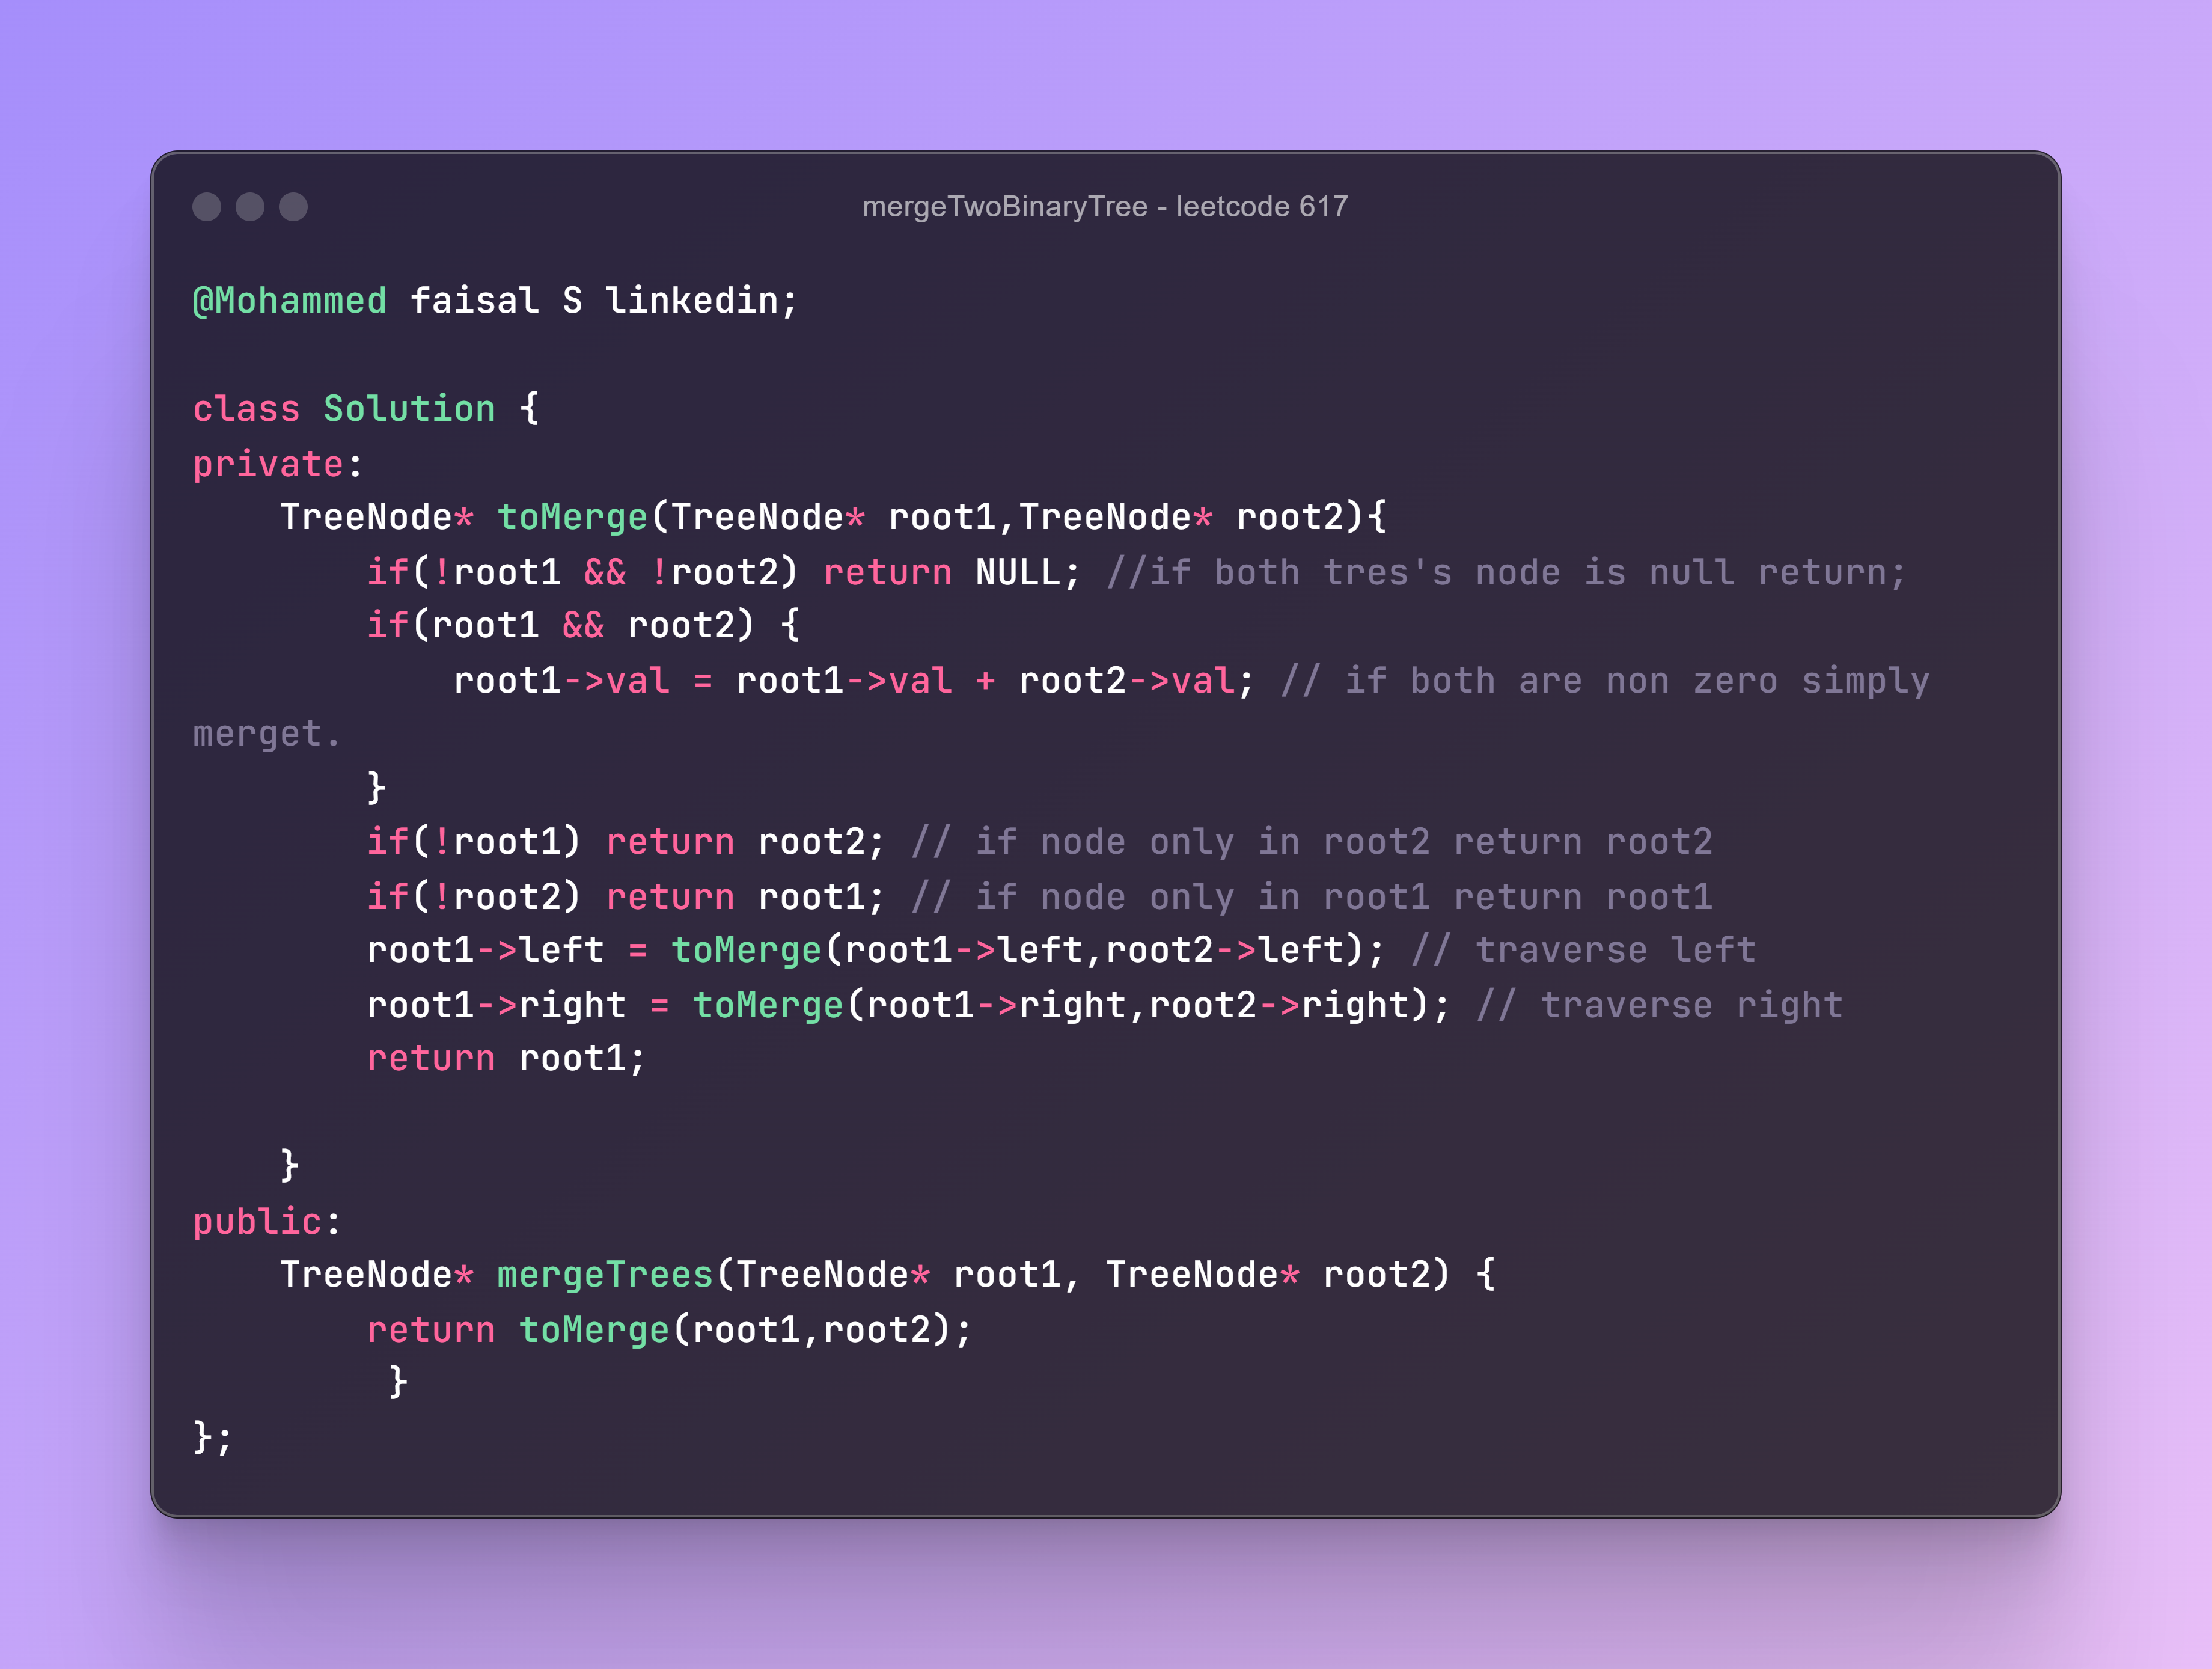 mergeTwoBinaryTree - leetcode 617
@Mohammed faisal S linkedin;
class Solution {
private:
    TreeNode* toMerge(TreeNode* root1,TreeNode* root2){
        if(!root1 && !root2) return NULL; //if both tres's node is null return;
        if(root1 && root2) {
            root1->val = root1->val + root2->val; // if both are non zero simply
merget.
        }
        if(!root1) return root2; // if node only in root2 return root2
        if(!root2) return root1; // if node only in root1 return root1
        root1->left = toMerge(root1->left,root2->left); // traverse left
        root1->right = toMerge(root1->right,root2->right); // traverse right
        return root1;
    }
public:
    TreeNode* mergeTrees(TreeNode* root1, TreeNode* root2) {
        return toMerge(root1,root2);
         }
};